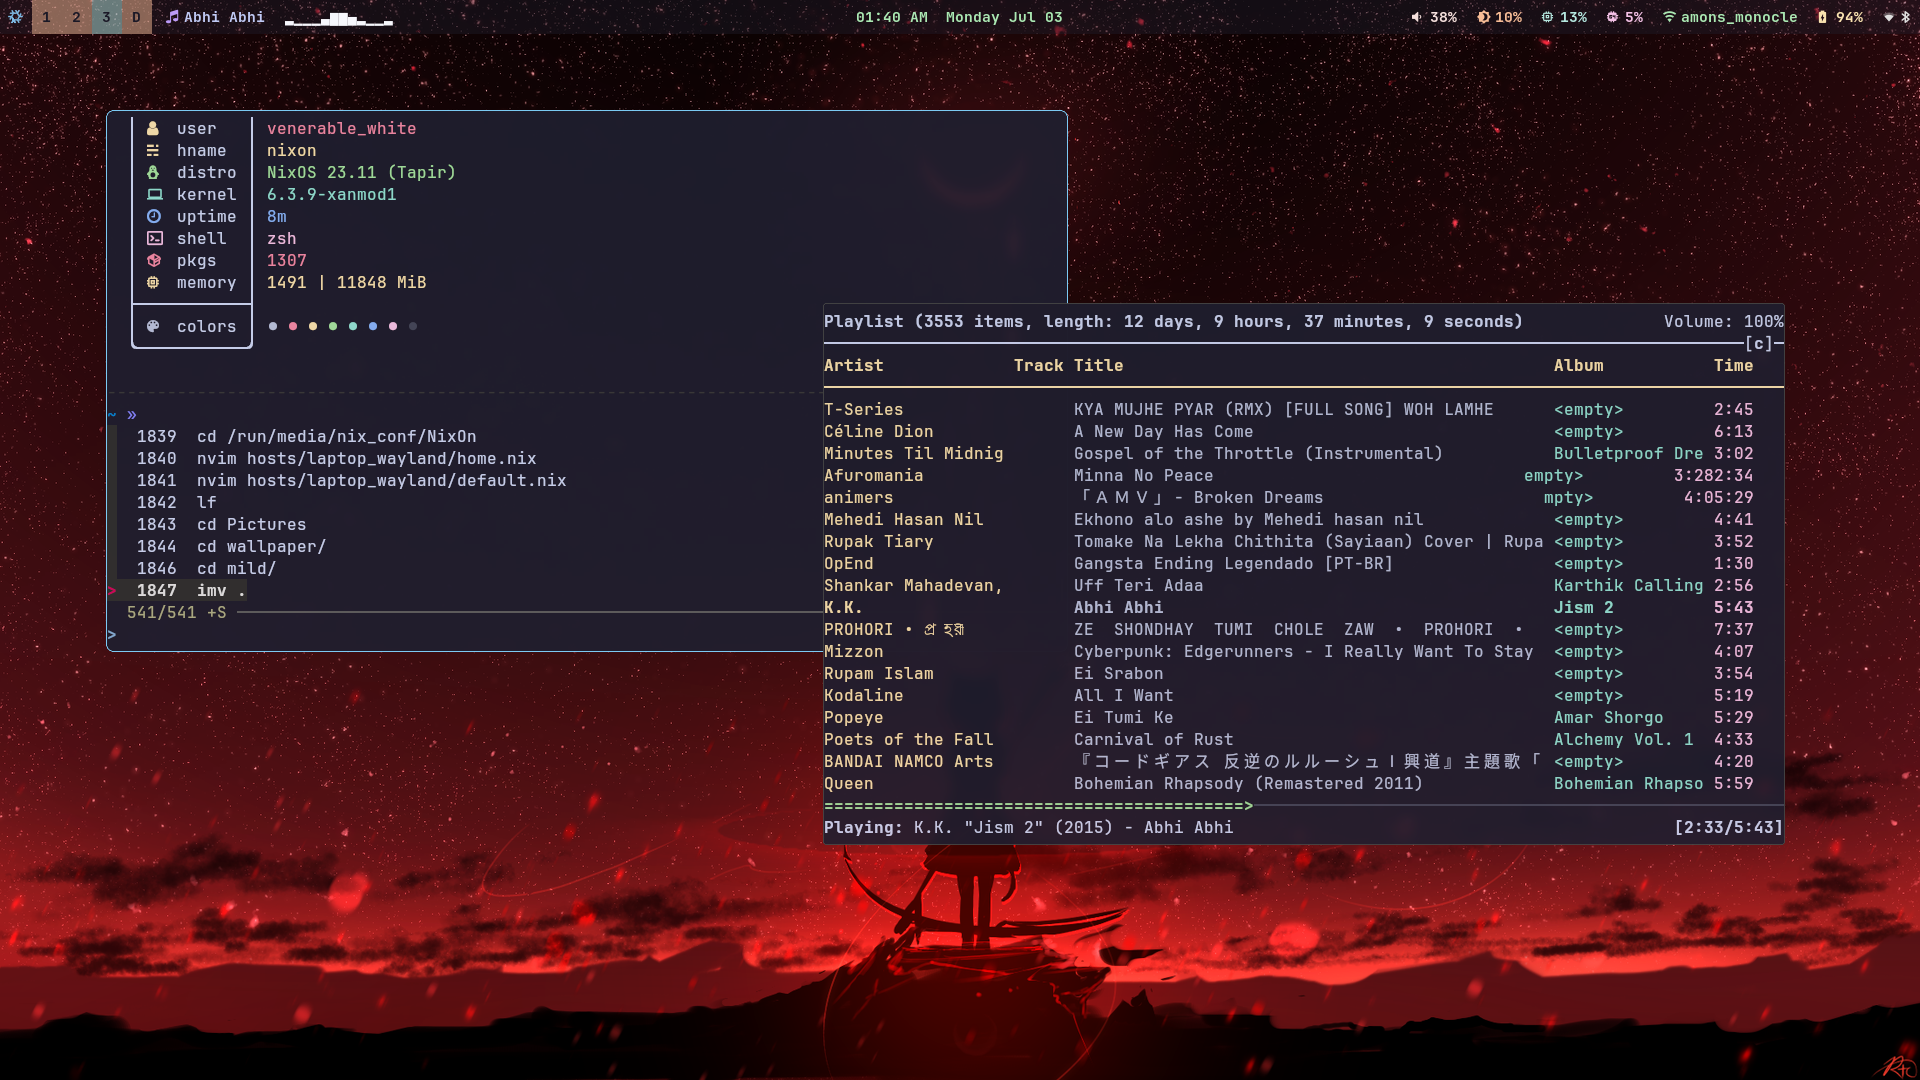 1 2 3 D Abhi Abhi 01:40 AM Monday Jul 03 38% 10% 13% 5% amons_monocle 94%
user venerable_white
hname nixon
distro NixOS 23.11 (Tapir)
kernel 6.3.9-xanmod1
uptime 8m
shell zsh
pkgs 1307
memory 1491 | 11848 MiB
colors
~ »
1839 cd /run/media/nix_conf/NixOn
1840 nvim hosts/laptop_wayland/home.nix
1841 nvim hosts/laptop_wayland/default.nix
1842 lf
1843 cd Pictures
1844 cd wallpaper/
1846 cd mild/
> 1847 imv .
541/541 +S
>
Playlist (3553 items, length: 12 days, 9 hours, 37 minutes, 9 seconds) Volume: 100%
[c]
Artist Track Title Album Time
T-Series KYA MUJHE PYAR (RMX) [FULL SONG] WOH LAMHE <empty> 2:45
Céline Dion A New Day Has Come <empty> 6:13
Minutes Til Midnig Gospel of the Throttle (Instrumental) Bulletproof Dre 3:02
Afuromania Minna No Peace empty> 3:282:34
animers 「ＡＭＶ」 - Broken Dreams mpty> 4:05:29
Mehedi Hasan Nil Ekhono alo ashe by Mehedi hasan nil <empty> 4:41
Rupak Tiary Tomake Na Lekha Chithita (Sayiaan) Cover | Rupa <empty> 3:52
OpEnd Gangsta Ending Legendado [PT-BR] <empty> 1:30
Shankar Mahadevan, Uff Teri Adaa Karthik Calling 2:56
K.K. Abhi Abhi Jism 2 5:43
PROHORI • ZE SHONDHAY TUMI CHOLE ZAW • PROHORI • <empty> 7:37
Mizzon Cyberpunk: Edgerunners - I Really Want To Stay <empty> 4:07
Rupam Islam Ei Srabon <empty> 3:54
Kodaline All I Want <empty> 5:19
Popeye Ei Tumi Ke Amar Shorgo 5:29
Poets of the Fall Carnival of Rust Alchemy Vol. 1 4:33
BANDAI NAMCO Arts 『コードギアス 反逆のルルーシュⅠ興道』主題歌「 <empty> 4:20
Queen Bohemian Rhapsody (Remastered 2011) Bohemian Rhapso 5:59
Playing: K.K. "Jism 2" (2015) - Abhi Abhi [2:33/5:43]